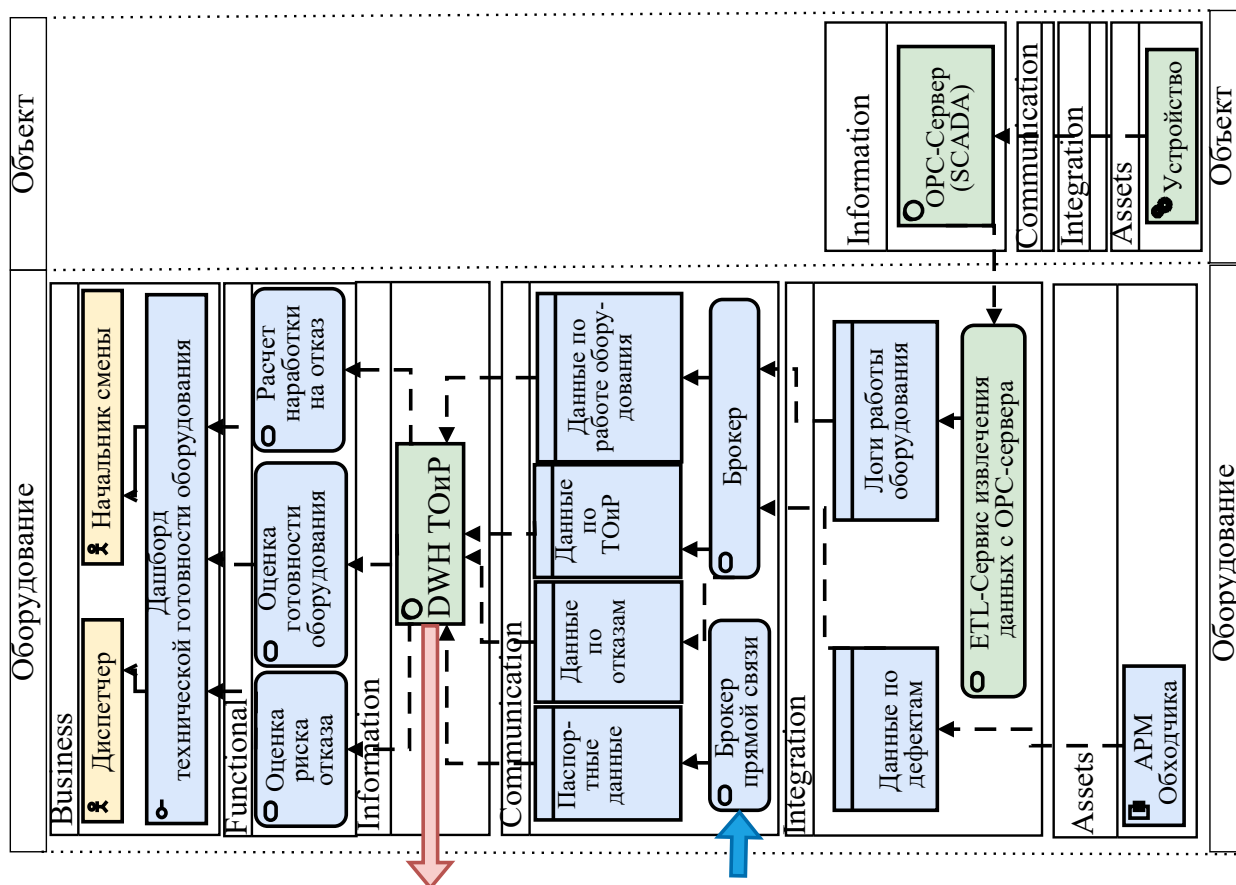 Оборудование
Объект
Business
Диспетчер
Начальник смены
Дашборд
технической готовности оборудования
Functional
Оценка
риска
отказа
Оценка
готовности
оборудования
Расчет
наработки
на отказ
Information
DWH ТОиР
Communication
Паспор-
тные
данные
Данные
по
отказам
Данные
по
ТОиР
Данные по
работе обору-
дования
Брокер
прямой связи
Брокер
Integration
Данные по
дефектам
Логи работы
оборудования
ETL-Сервис извлечения
данных с OPC-сервера
Assets
АРМ
Обходчика
Information
OPC-Сервер
(SCADA)
Communication
Integration
Assets
Устройство
Оборудование
Объект